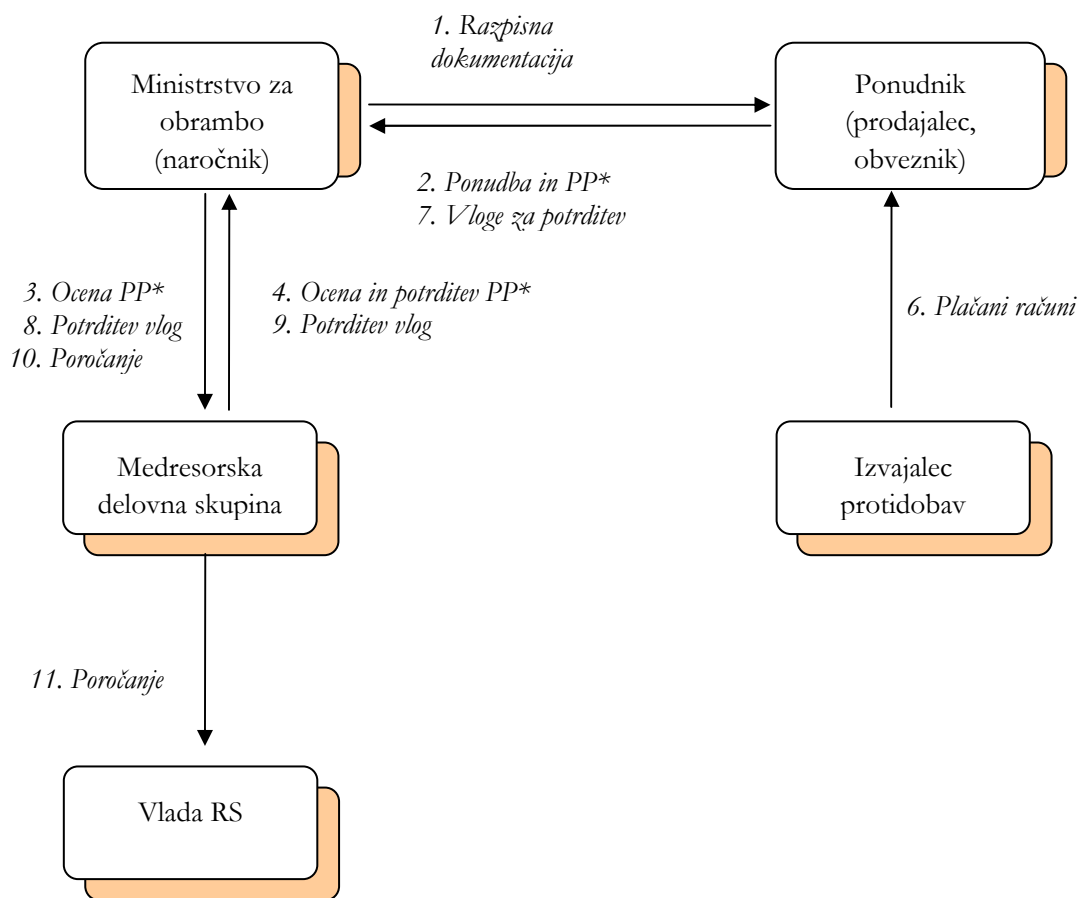 1. Razpisna
dokumentacija
Ministrstvo za
obrambo
(naročnik)
Ponudnik
(prodajalec,
obveznik)
2. Ponudba in PP*
7. Vloge za potrditev
3. Ocena PP*
8. Potrditev vlog
10. Poročanje
4. Ocena in potrditev PP*
9. Potrditev vlog
6. Plačani računi
Medresorska
delovna skupina
Izvajalec
protidobav
11. Poročanje
Vlada RS